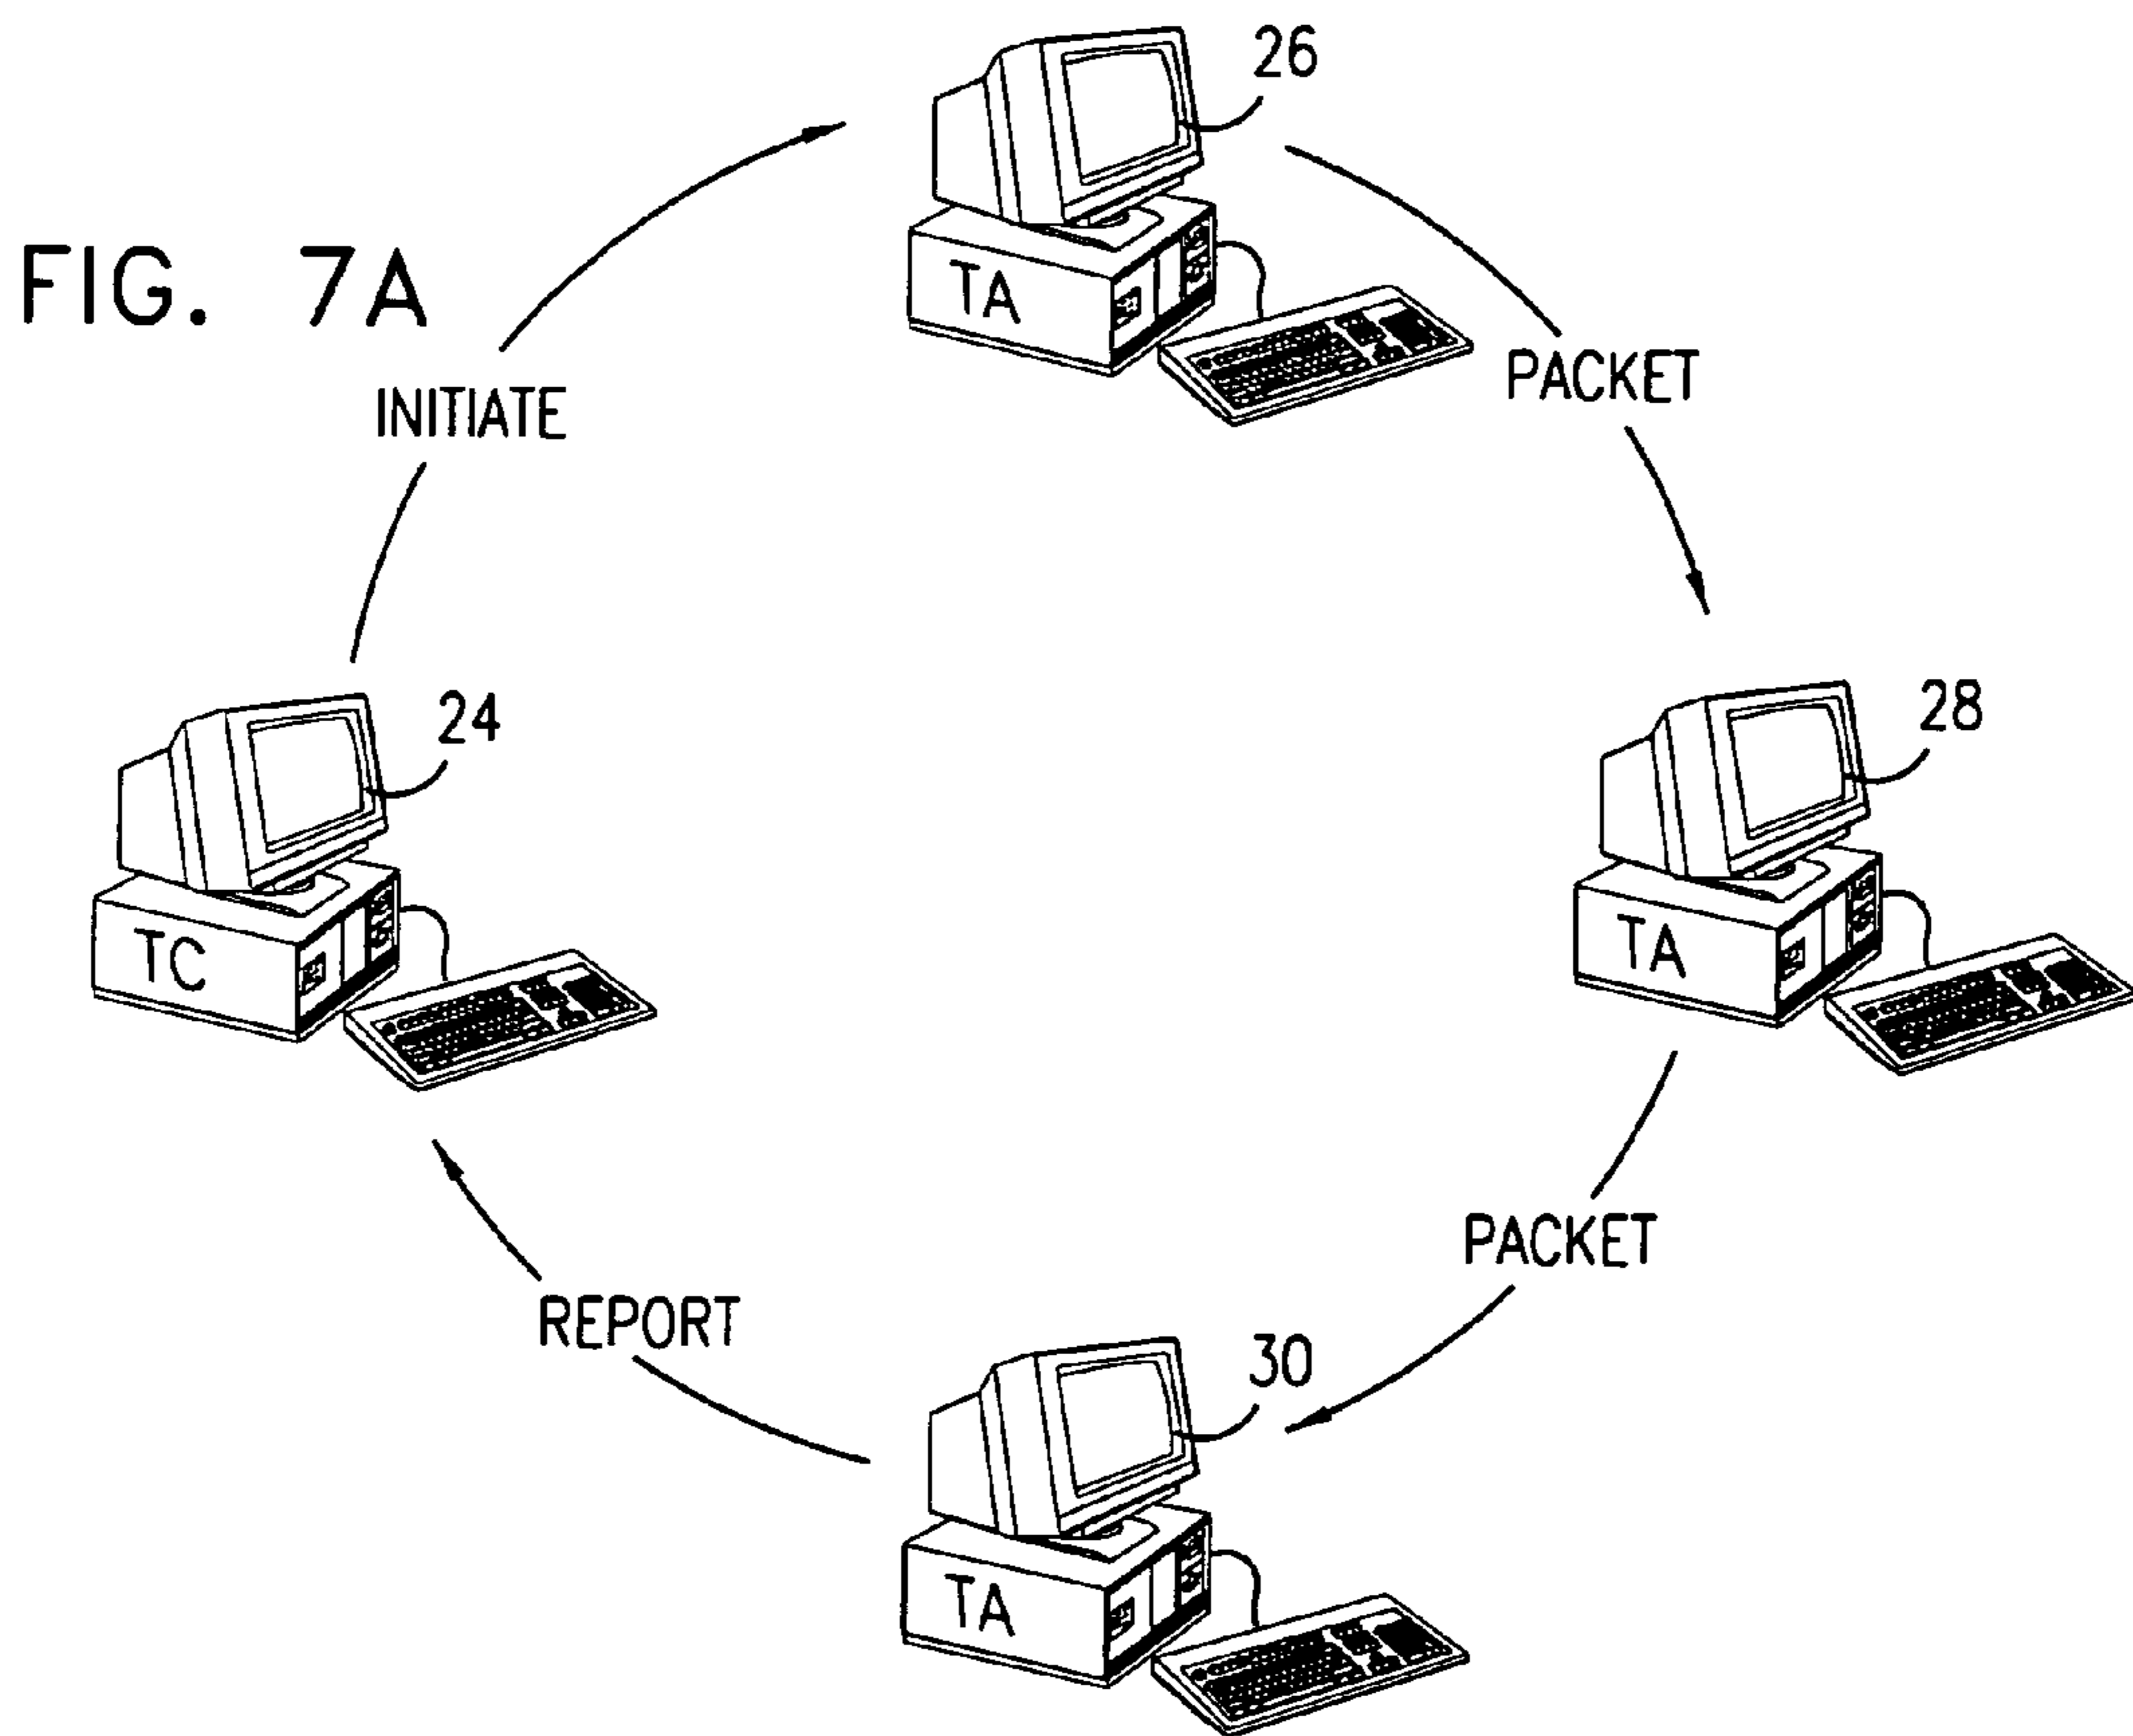 26
FIG. 7A
TA
PACKET
INITIATE
24
28
TC
TA
PACKET
REPORT
30
TA